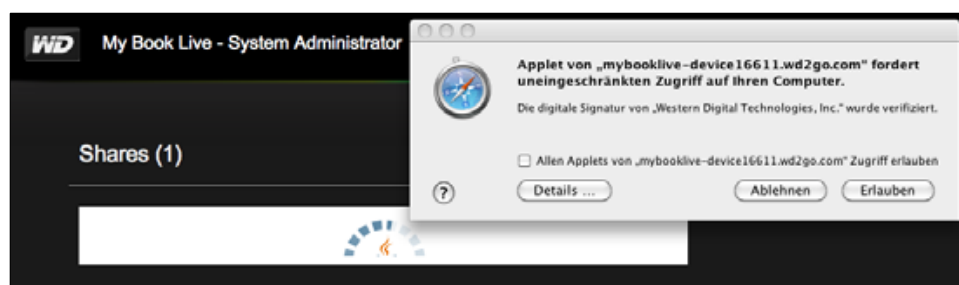 WD My Book Live - System Administrator
Applet von „mybooklive-device16611.wd2go.com" fordert
uneingeschränkten Zugriff auf Ihren Computer.
Die digitale Signatur von „Western Digital Technologies, Inc." wurde verifiziert.
Shares (1)
Allen Applets von „mybooklive-device16611.wd2go.com" Zugriff erlauben
?
Details ...
Ablehnen
Erlauben